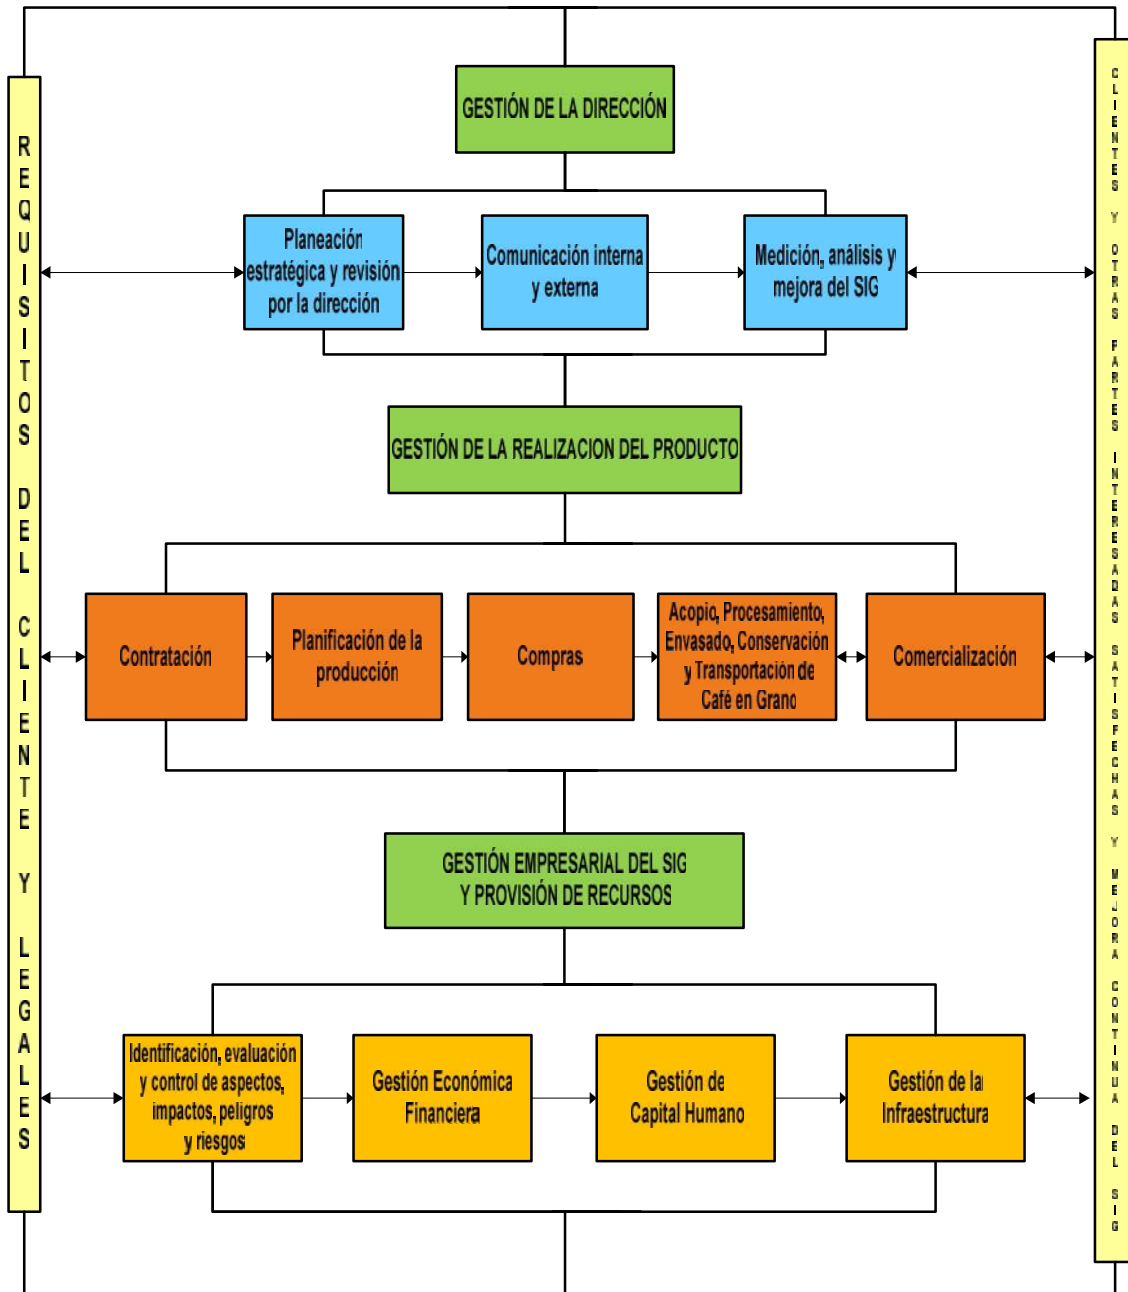 GESTIÓN DE LA DIRECCIÓN
REQUISITOS DEL CLIENTE Y LEGALES
CLIENTES Y OTRAS PARTES INTERESADAS SATISFECHAS Y MEJORA CONTINUA DEL SIG
Planeación
estratégica y revisión
por la dirección
Comunicación interna
y externa
Medición, análisis y
mejora del SIG
GESTIÓN DE LA REALIZACION DEL PRODUCTO
Contratación
Planificación de la
producción
Compras
Acopio, Procesamiento,
Envasado, Conservación
y Transportación de
Café en Grano
Comercialización
GESTIÓN EMPRESARIAL DEL SIG
Y PROVISIÓN DE RECURSOS
Identificación, evaluación
y control de aspectos,
impactos, peligros
y riesgos
Gestión Económica
Financiera
Gestión de
Capital Humano
Gestión de la
Infraestructura